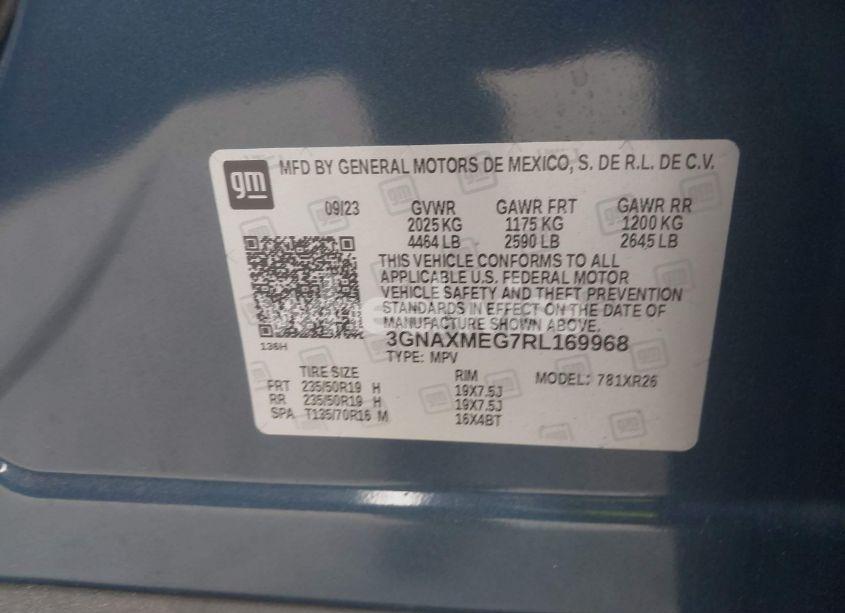 gm MFD BY GENERAL MOTORS DE MEXICO, S. DE R.L. DE C.V.
09/23 GVWR GAWR FRT GAWR RR
2025 KG 1175 KG 1200 KG
4464 LB 2590 LB 2645 LB
THIS VEHICLE CONFORMS TO ALL
APPLICABLE U.S. FEDERAL MOTOR
VEHICLE SAFETY AND THEFT PREVENTION
STANDARDS IN EFFECT ON THE DATE OF
MANUFACTURE SHOWN ABOVE.
136H 3GNAXMEG7RL169968
TYPE: MPV
TIRE SIZE RIM MODEL: 781XR26
FRT 235/50R19 H 19X7.5J
RR 235/50R19 H 19X7.5J
SPA T135/70R16 M 16X4BT